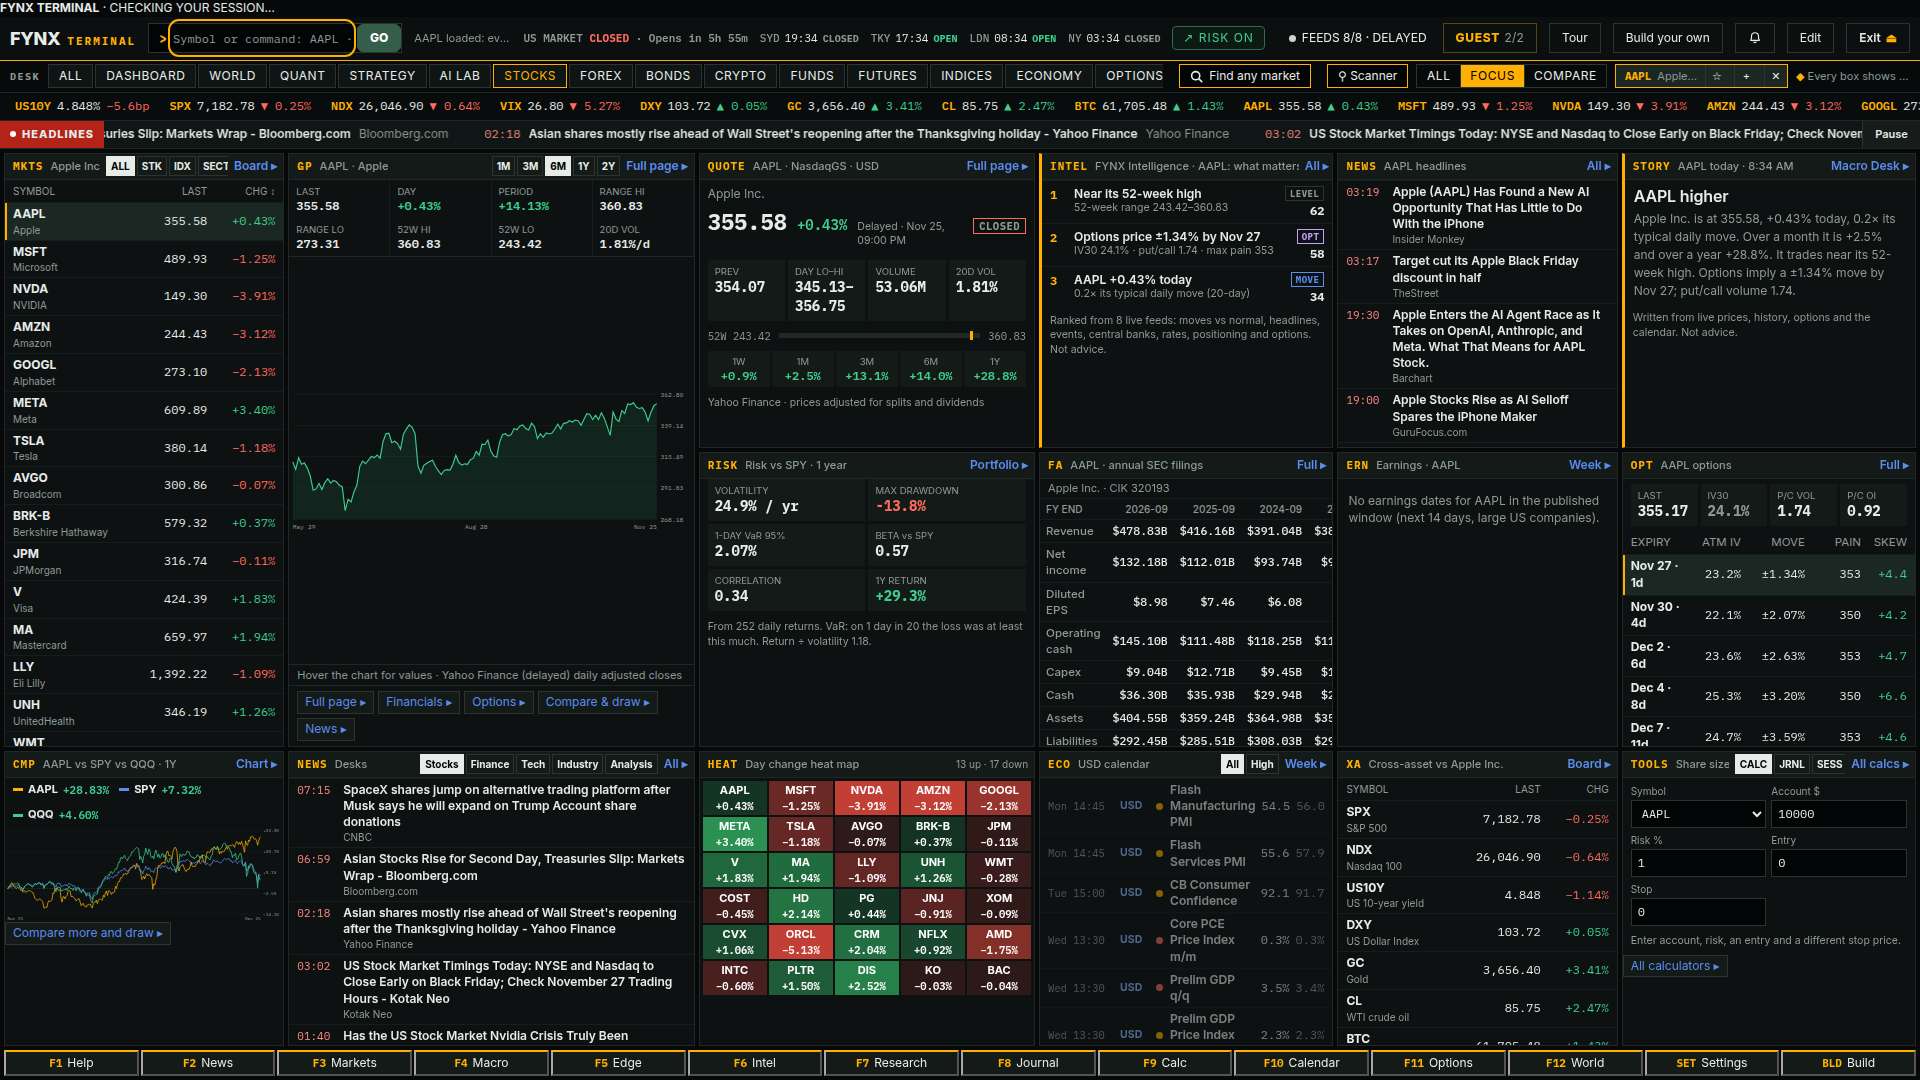 FYNX TERMINAL · CHECKING YOUR SESSION...
FYNX TERMINAL > Symbol or command: AAPL · GO AAPL loaded: ev... US MARKET CLOSED · Opens in 5h 55m SYD 19:34 CLOSED TKY 17:34 OPEN LDN 08:34 OPEN NY 03:34 CLOSED ↗ RISK ON ● FEEDS 8/8 · DELAYED GUEST 2/2 Tour Build your own Edit Exit ⏏
DESK ALL DASHBOARD WORLD QUANT STRATEGY AI LAB STOCKS FOREX BONDS CRYPTO FUNDS FUTURES INDICES ECONOMY OPTIONS Find any market Scanner ALL FOCUS COMPARE AAPL Apple... ☆ + ✕ ◆ Every box shows ...
US10Y 4.848% −5.6bp SPX 7,182.78 ▼ 0.25% NDX 26,046.90 ▼ 0.64% VIX 26.80 ▼ 5.27% DXY 103.72 ▲ 0.05% GC 3,656.40 ▲ 3.41% CL 85.75 ▲ 2.47% BTC 61,705.48 ▲ 1.43% AAPL 355.58 ▲ 0.43% MSFT 489.93 ▼ 1.25% NVDA 149.30 ▼ 3.91% AMZN 244.43 ▼ 3.12% GOOGL 273
● HEADLINES uries Slip: Markets Wrap - Bloomberg.com Bloomberg.com 02:18 Asian shares mostly rise ahead of Wall Street's reopening after the Thanksgiving holiday - Yahoo Finance Yahoo Finance 03:02 US Stock Market Timings Today: NYSE and Nasdaq to Close Early on Black Friday; Check Novem Pause
MKTS Apple Inc ALL STK IDX SECT Board ▸
SYMBOL LAST CHG ↕
AAPL 355.58 +0.43%
Apple
MSFT 489.93 −1.25%
Microsoft
NVDA 149.30 −3.91%
NVIDIA
AMZN 244.43 −3.12%
Amazon
GOOGL 273.10 −2.13%
Alphabet
META 609.89 +3.40%
Meta
TSLA 380.14 −1.18%
Tesla
AVGO 300.86 −0.07%
Broadcom
BRK-B 579.32 +0.37%
Berkshire Hathaway
JPM 316.74 −0.11%
JPMorgan
V 424.39 +1.83%
Visa
MA 659.97 +1.94%
Mastercard
LLY 1,392.22 −1.09%
Eli Lilly
UNH 346.19 +1.26%
UnitedHealth
WMT
GP AAPL · Apple 1M 3M 6M 1Y 2Y Full page ▸
LAST DAY PERIOD RANGE HI
355.58 +0.43% +14.13% 360.83
RANGE LO 52W HI 52W LO 20D VOL
273.31 360.83 243.42 1.81%/d
362.80
339.14
315.49
291.83
268.18
May 29 Aug 28 Nov 25
Hover the chart for values · Yahoo Finance (delayed) daily adjusted closes
Full page ▸ Financials ▸ Options ▸ Compare & draw ▸
News ▸
QUOTE AAPL · NasdaqGS · USD Full page ▸
Apple Inc.
355.58 +0.43% Delayed · Nov 25, 09:00 PM CLOSED
PREV DAY LO–HI VOLUME 20D VOL
354.07 345.13–356.75 53.06M 1.81%
52W 243.42 360.83
1W 1M 3M 6M 1Y
+0.9% +2.5% +13.1% +14.0% +28.8%
Yahoo Finance · prices adjusted for splits and dividends
INTEL FYNX Intelligence · AAPL: what matters All ▸
1 Near its 52-week high LEVEL
52-week range 243.42–360.83 62
2 Options price ±1.34% by Nov 27 OPT
IV30 24.1% · put/call 1.74 · max pain 353 58
3 AAPL +0.43% today MOVE
0.2× its typical daily move (20-day) 34
Ranked from 8 live feeds: moves vs normal, headlines,
events, central banks, rates, positioning and options.
Not advice.
NEWS AAPL headlines All ▸
03:19 Apple (AAPL) Has Found a New AI
Opportunity That Has Little to Do
With the iPhone
Insider Monkey
03:17 Target cut its Apple Black Friday
discount in half
TheStreet
19:30 Apple Enters the AI Agent Race as It
Takes on OpenAI, Anthropic, and
Meta. What That Means for AAPL
Stock.
Barchart
19:00 Apple Stocks Rise as AI Selloff
Spares the iPhone Maker
GuruFocus.com
STORY AAPL today · 8:34 AM Macro Desk ▸
AAPL higher
Apple Inc. is at 355.58, +0.43% today, 0.2× its
typical daily move. Over a month it is +2.5%
and over a year +28.8%. It trades near its 52-
week high. Options imply a ±1.34% move by
Nov 27; put/call volume 1.74.
Written from live prices, history, options and the
calendar. Not advice.
RISK Risk vs SPY · 1 year Portfolio ▸
VOLATILITY MAX DRAWDOWN
24.9% / yr -13.8%
1-DAY VaR 95% BETA vs SPY
2.07% 0.57
CORRELATION 1Y RETURN
0.34 +29.3%
From 252 daily returns. VaR: on 1 day in 20 the loss was at least
this much. Return ÷ volatility 1.18.
FA AAPL · annual SEC filings Full ▸
Apple Inc. · CIK 320193
FY END 2026-09 2025-09 2024-09 2
Revenue $478.83B $416.16B $391.04B $38
Net income $132.18B $112.01B $93.74B $9
Diluted EPS $8.98 $7.46 $6.08
Operating cash $145.10B $111.48B $118.25B $11
Capex $9.04B $12.71B $9.45B $1
Cash $36.30B $35.93B $29.94B $2
Assets $404.55B $359.24B $364.98B $35
Liabilities $292.45B $285.51B $308.03B $29
ERN Earnings · AAPL Week ▸
No earnings dates for AAPL in the published
window (next 14 days, large US companies).
OPT AAPL options Full ▸
LAST IV30 P/C VOL P/C OI
355.17 24.1% 1.74 0.92
EXPIRY ATM IV MOVE PAIN SKEW
Nov 27 · 1d 23.2% ±1.34% 353 +4.4
Nov 30 · 4d 22.1% ±2.07% 350 +4.2
Dec 2 · 6d 23.6% ±2.63% 353 +4.7
Dec 4 · 8d 25.3% ±3.20% 350 +6.6
Dec 7 · 11d 24.7% ±3.59% 353 +4.6
CMP AAPL vs SPY vs QQQ · 1Y Chart ▸
AAPL +28.83% SPY +7.32%
QQQ +4.60%
Compare more and draw ▸
NEWS Desks Stocks Finance Tech Industry Analysis All ▸
07:15 SpaceX shares jump on alternative trading platform after
Musk says he will expand on Trump Account share
donations
CNBC
06:59 Asian Stocks Rise for Second Day, Treasuries Slip: Markets
Wrap - Bloomberg.com
Bloomberg.com
02:18 Asian shares mostly rise ahead of Wall Street's reopening
after the Thanksgiving holiday - Yahoo Finance
Yahoo Finance
03:02 US Stock Market Timings Today: NYSE and Nasdaq to
Close Early on Black Friday; Check November 27 Trading
Hours - Kotak Neo
Kotak Neo
01:40 Has the US Stock Market Nvidia Crisis Truly Been
HEAT Day change heat map 13 up · 17 down
AAPL MSFT NVDA AMZN GOOGL
+0.43% −1.25% −3.91% −3.12% −2.13%
META TSLA AVGO BRK-B JPM
+3.40% −1.18% −0.07% +0.37% −0.11%
V MA LLY UNH WMT
+1.83% +1.94% −1.09% +1.26% −0.28%
COST HD PG JNJ XOM
−0.45% +2.14% +0.44% −0.91% −0.09%
CVX ORCL CRM NFLX AMD
+1.06% −5.13% +2.04% +0.92% −1.75%
INTC PLTR DIS KO BAC
−0.60% +1.50% +2.52% −0.03% −0.04%
ECO USD calendar All High Week ▸
Mon 14:45 USD Flash Manufacturing PMI 54.5 56.0
Mon 14:45 USD Flash Services PMI 55.6 57.9
Tue 15:00 USD CB Consumer Confidence 92.1 91.7
Wed 13:30 USD Core PCE Price Index m/m 0.3% 0.3%
Wed 13:30 USD Prelim GDP q/q 3.5% 3.4%
Wed 13:30 USD Prelim GDP Price Index 2.3% 2.3%
XA Cross-asset vs Apple Inc. Board ▸
SYMBOL LAST CHG
SPX 7,182.78 −0.25%
S&P 500
NDX 26,046.90 −0.64%
Nasdaq 100
US10Y 4.848 −1.14%
US 10-year yield
DXY 103.72 +0.05%
US Dollar Index
GC 3,656.40 +3.41%
Gold
CL 85.75 +2.47%
WTI crude oil
BTC 61,705.48 +1.43%
TOOLS Share size CALC JRNL SESS All calcs ▸
Symbol Account $
AAPL 10000
Risk % Entry
1 0
Stop
0
Enter account, risk, an entry and a different stop price.
All calculators ▸
F1 Help F2 News F3 Markets F4 Macro F5 Edge F6 Intel F7 Research F8 Journal F9 Calc F10 Calendar F11 Options F12 World SET Settings BLD Build